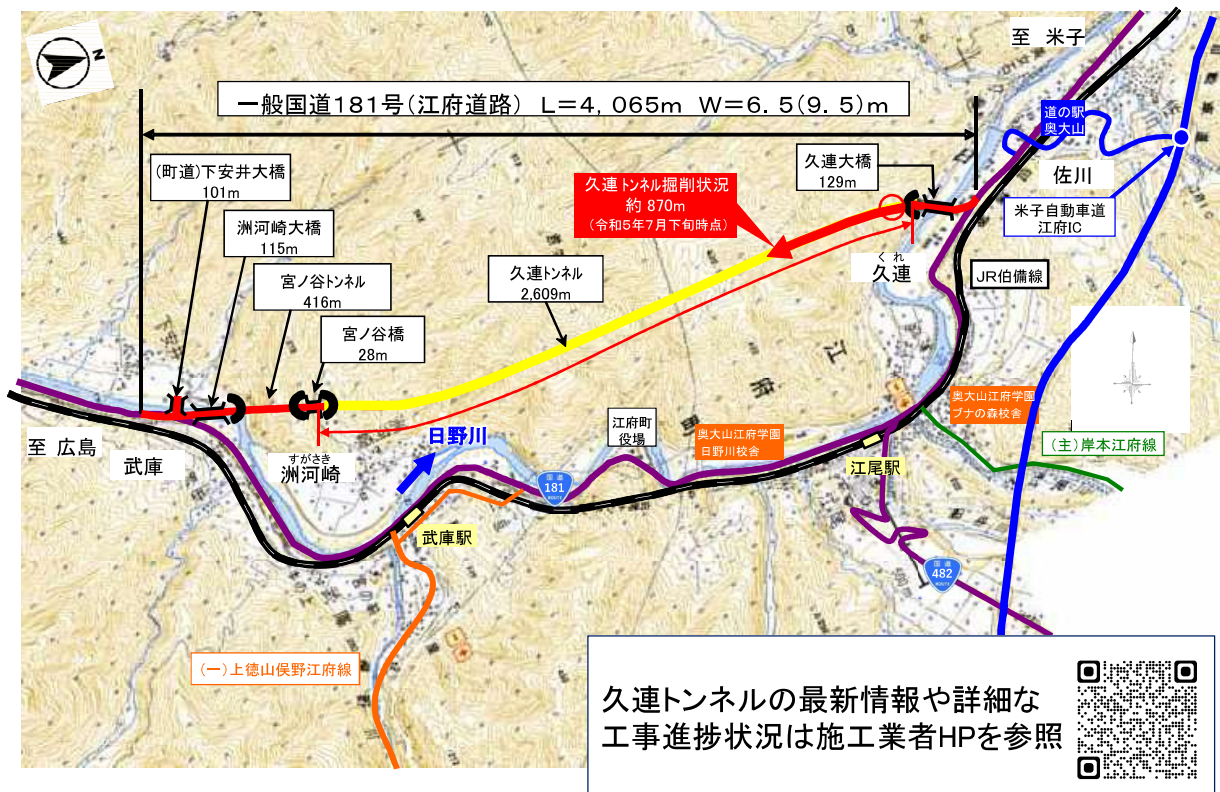 至 米子
N
一般国道181号(江府道路) L=4,065m W=6.5(9.5)m
道の駅
奥大山
(町道)下安井大橋
101m
久連大橋
129m
久連トンネル掘削状況
約 870m
(令和5年7月下旬時点)
佐川
洲河崎大橋
115m
米子自動車道
江府IC
くれ
久連
宮ノ谷トンネル
416m
久連トンネル
2,609m
JR伯備線
宮ノ谷橋
28m
江
府
町
奥大山江府学園
ブナの森校舎
江府町
役場
日野川
奥大山江府学園
日野川校舎
(主)岸本江府線
至 広島
武庫
すがさき
洲河崎
江尾駅
国道
181
ROUTE
武庫駅
国道
482
ROUTE
(一)上徳山俣野江府線
久連トンネルの最新情報や詳細な
工事進捗状況は施工業者HPを参照